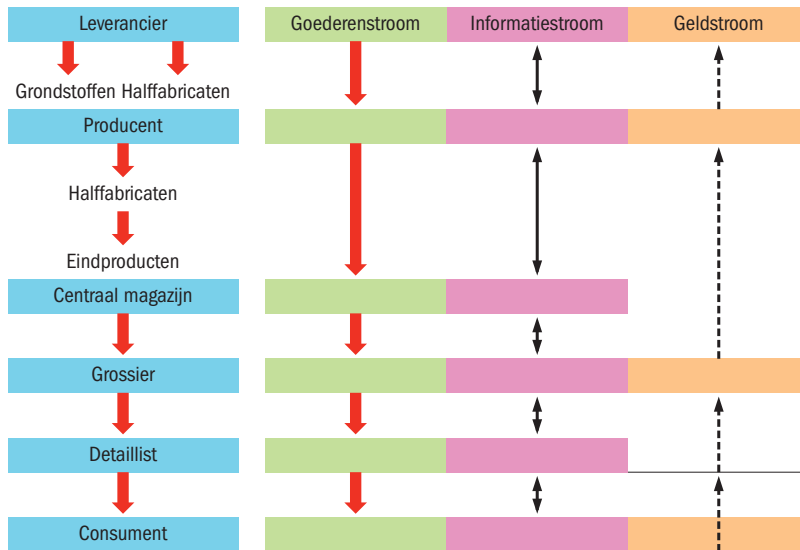 Leverancier
Goederenstroom
Informatiestroom
Geldstroom
Grondstoffen Halffabricaten
Producent
Halffabricaten
Eindproducten
Centraal magazijn
Grossier
Detaillist
Consument